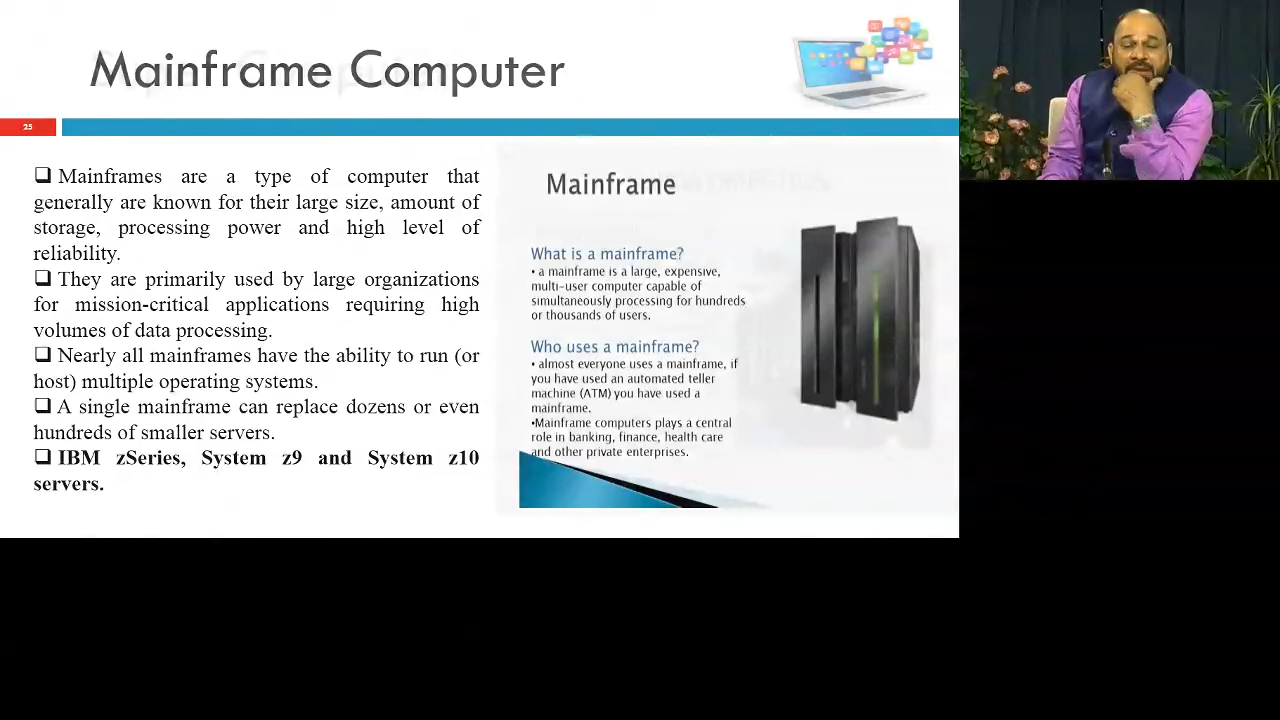 Mainframe Computer
25
❑ Mainframes are a type of computer that
generally are known for their large size, amount of
storage, processing power and high level of
reliability.
❑ They are primarily used by large organizations
for mission-critical applications requiring high
volumes of data processing.
❑ Nearly all mainframes have the ability to run (or
host) multiple operating systems.
❑ A single mainframe can replace dozens or even
hundreds of smaller servers.
❑ IBM zSeries, System z9 and System z10
servers.
Mainframe
What is a mainframe?
• a mainframe is a large, expensive,
multi-user computer capable of
simultaneously processing for hundreds
or thousands of users.
Who uses a mainframe?
• almost everyone uses a mainframe, if
you have used an automated teller
machine (ATM) you have used a
mainframe.
•Mainframe computers plays a central
role in banking, finance, health care
and other private enterprises.